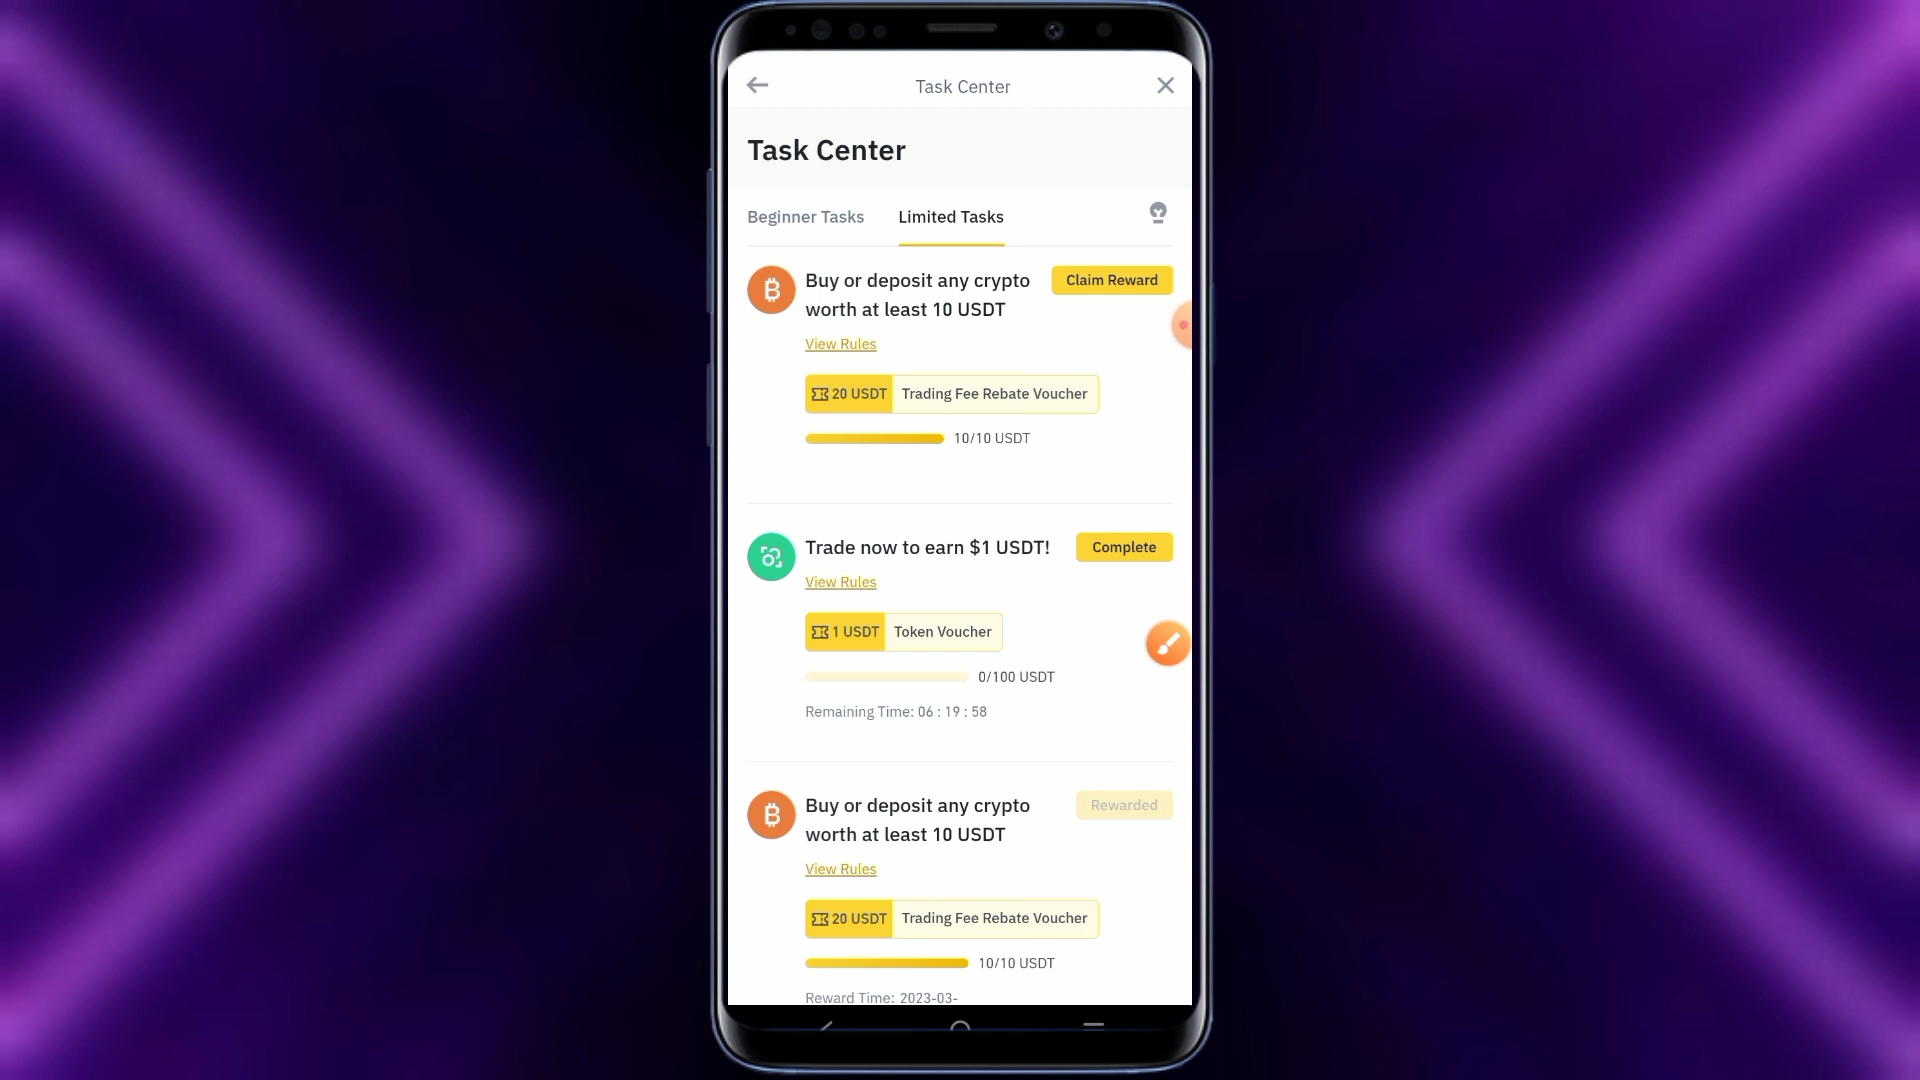 Task Center
Task Center
Beginner Tasks
Limited Tasks
Buy or deposit any crypto
worth at least 10 USDT
Claim Reward
View Rules
20 USDT
Trading Fee Rebate Voucher
10/10 USDT
Trade now to earn $1 USDT!
Complete
View Rules
1 USDT
Token Voucher
0/100 USDT
Remaining Time: 06 : 19 : 58
Buy or deposit any crypto
worth at least 10 USDT
Rewarded
View Rules
20 USDT
Trading Fee Rebate Voucher
10/10 USDT
Reward Time: 2023-03-